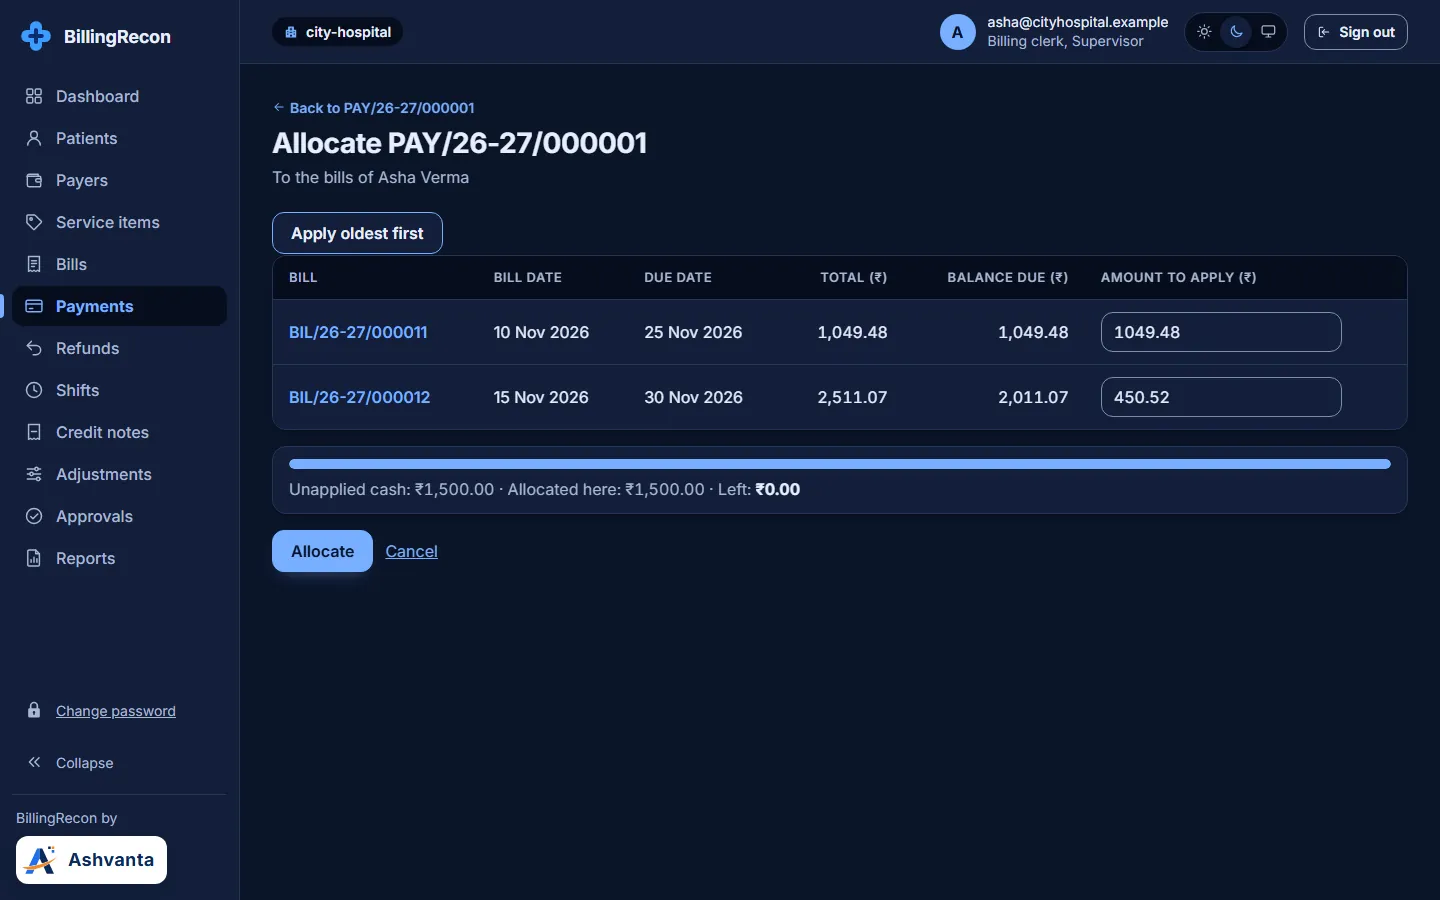 BillingRecon
city-hospital
A
asha@cityhospital.example
Billing clerk, Supervisor
Sign out
Dashboard
Patients
Payers
Service items
Bills
Payments
Refunds
Shifts
Credit notes
Adjustments
Approvals
Reports
Change password
Collapse
BillingRecon by
Ashvanta
← Back to PAY/26-27/000001
Allocate PAY/26-27/000001
To the bills of Asha Verma
Apply oldest first
BILL BILL DATE DUE DATE TOTAL (₹) BALANCE DUE (₹) AMOUNT TO APPLY (₹)
BIL/26-27/000011 10 Nov 2026 25 Nov 2026 1,049.48 1,049.48 1049.48
BIL/26-27/000012 15 Nov 2026 30 Nov 2026 2,511.07 2,011.07 450.52
Unapplied cash: ₹1,500.00 · Allocated here: ₹1,500.00 · Left: ₹0.00
Allocate Cancel